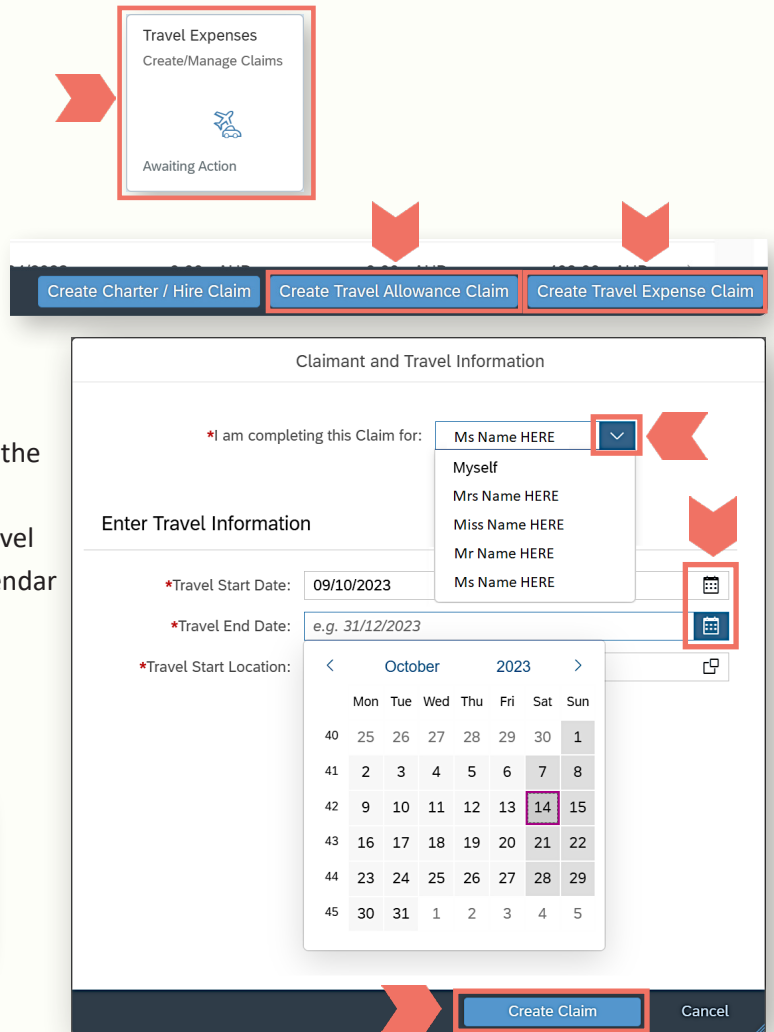 Travel Expenses
Create/Manage Claims
Awaiting Action
Create Charter / Hire Claim Create Travel Allowance Claim Create Travel Expense Claim
Claimant and Travel Information
*I am completing this Claim for: Ms Name HERE
the
Myself
Mrs Name HERE
Enter Travel Information
Miss Name HERE
vel
Mr Name HERE
endar
*Travel Start Date: 09/10/2023
Ms Name HERE
*Travel End Date: e.g. 31/12/2023
*Travel Start Location:
October 2023
Mon Tue Wed Thu Fri Sat Sun
40 25 26 27 28 29 30 1
41 2 3 4 5 6 7 8
42 9 10 11 12 13 14 15
43 16 17 18 19 20 21 22
44 23 24 25 26 27 28 29
45 30 31 1 2 3 4 5
Create Claim Cancel